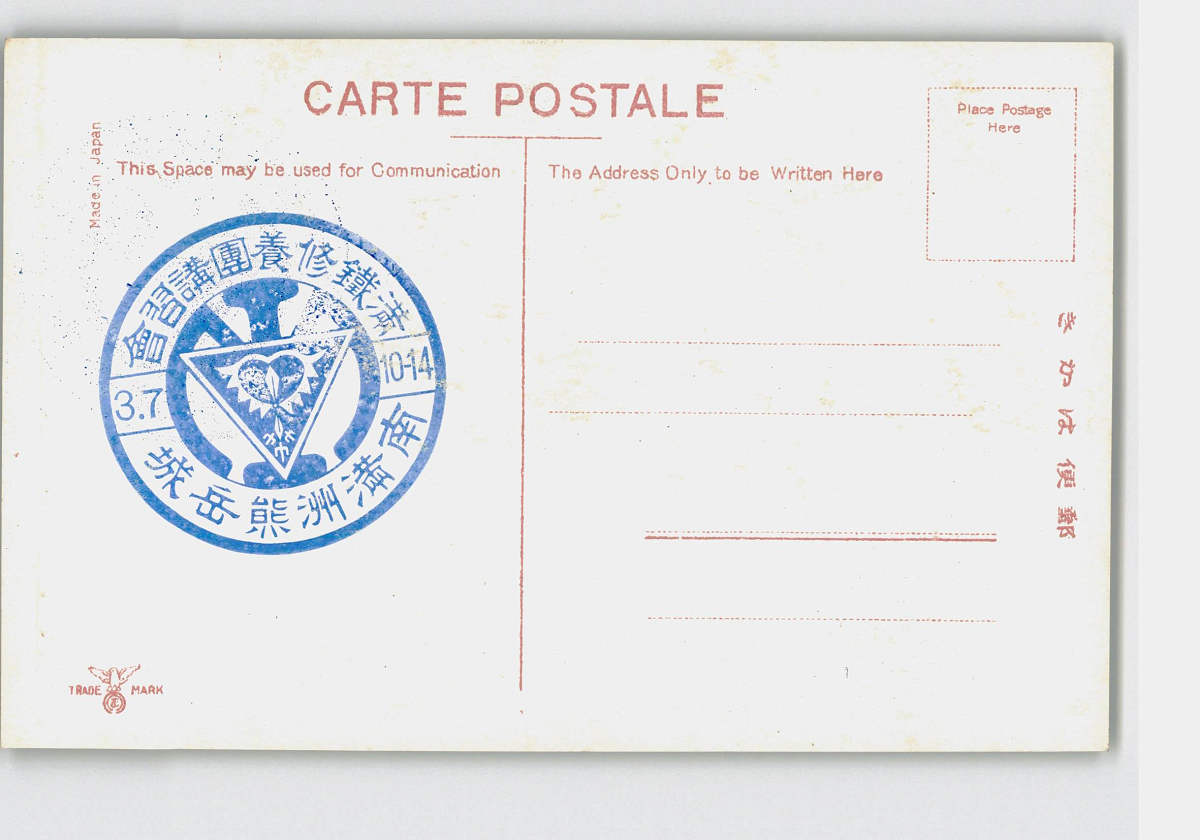 CARTE POSTALE
Place Postage
Here
Made in Japan
This Space may be used for Communication
The Address Only to be Written Here
満鐵修養團講習會
3.7
10-14
南満洲熊岳城
きかは便郵
TRADE MARK